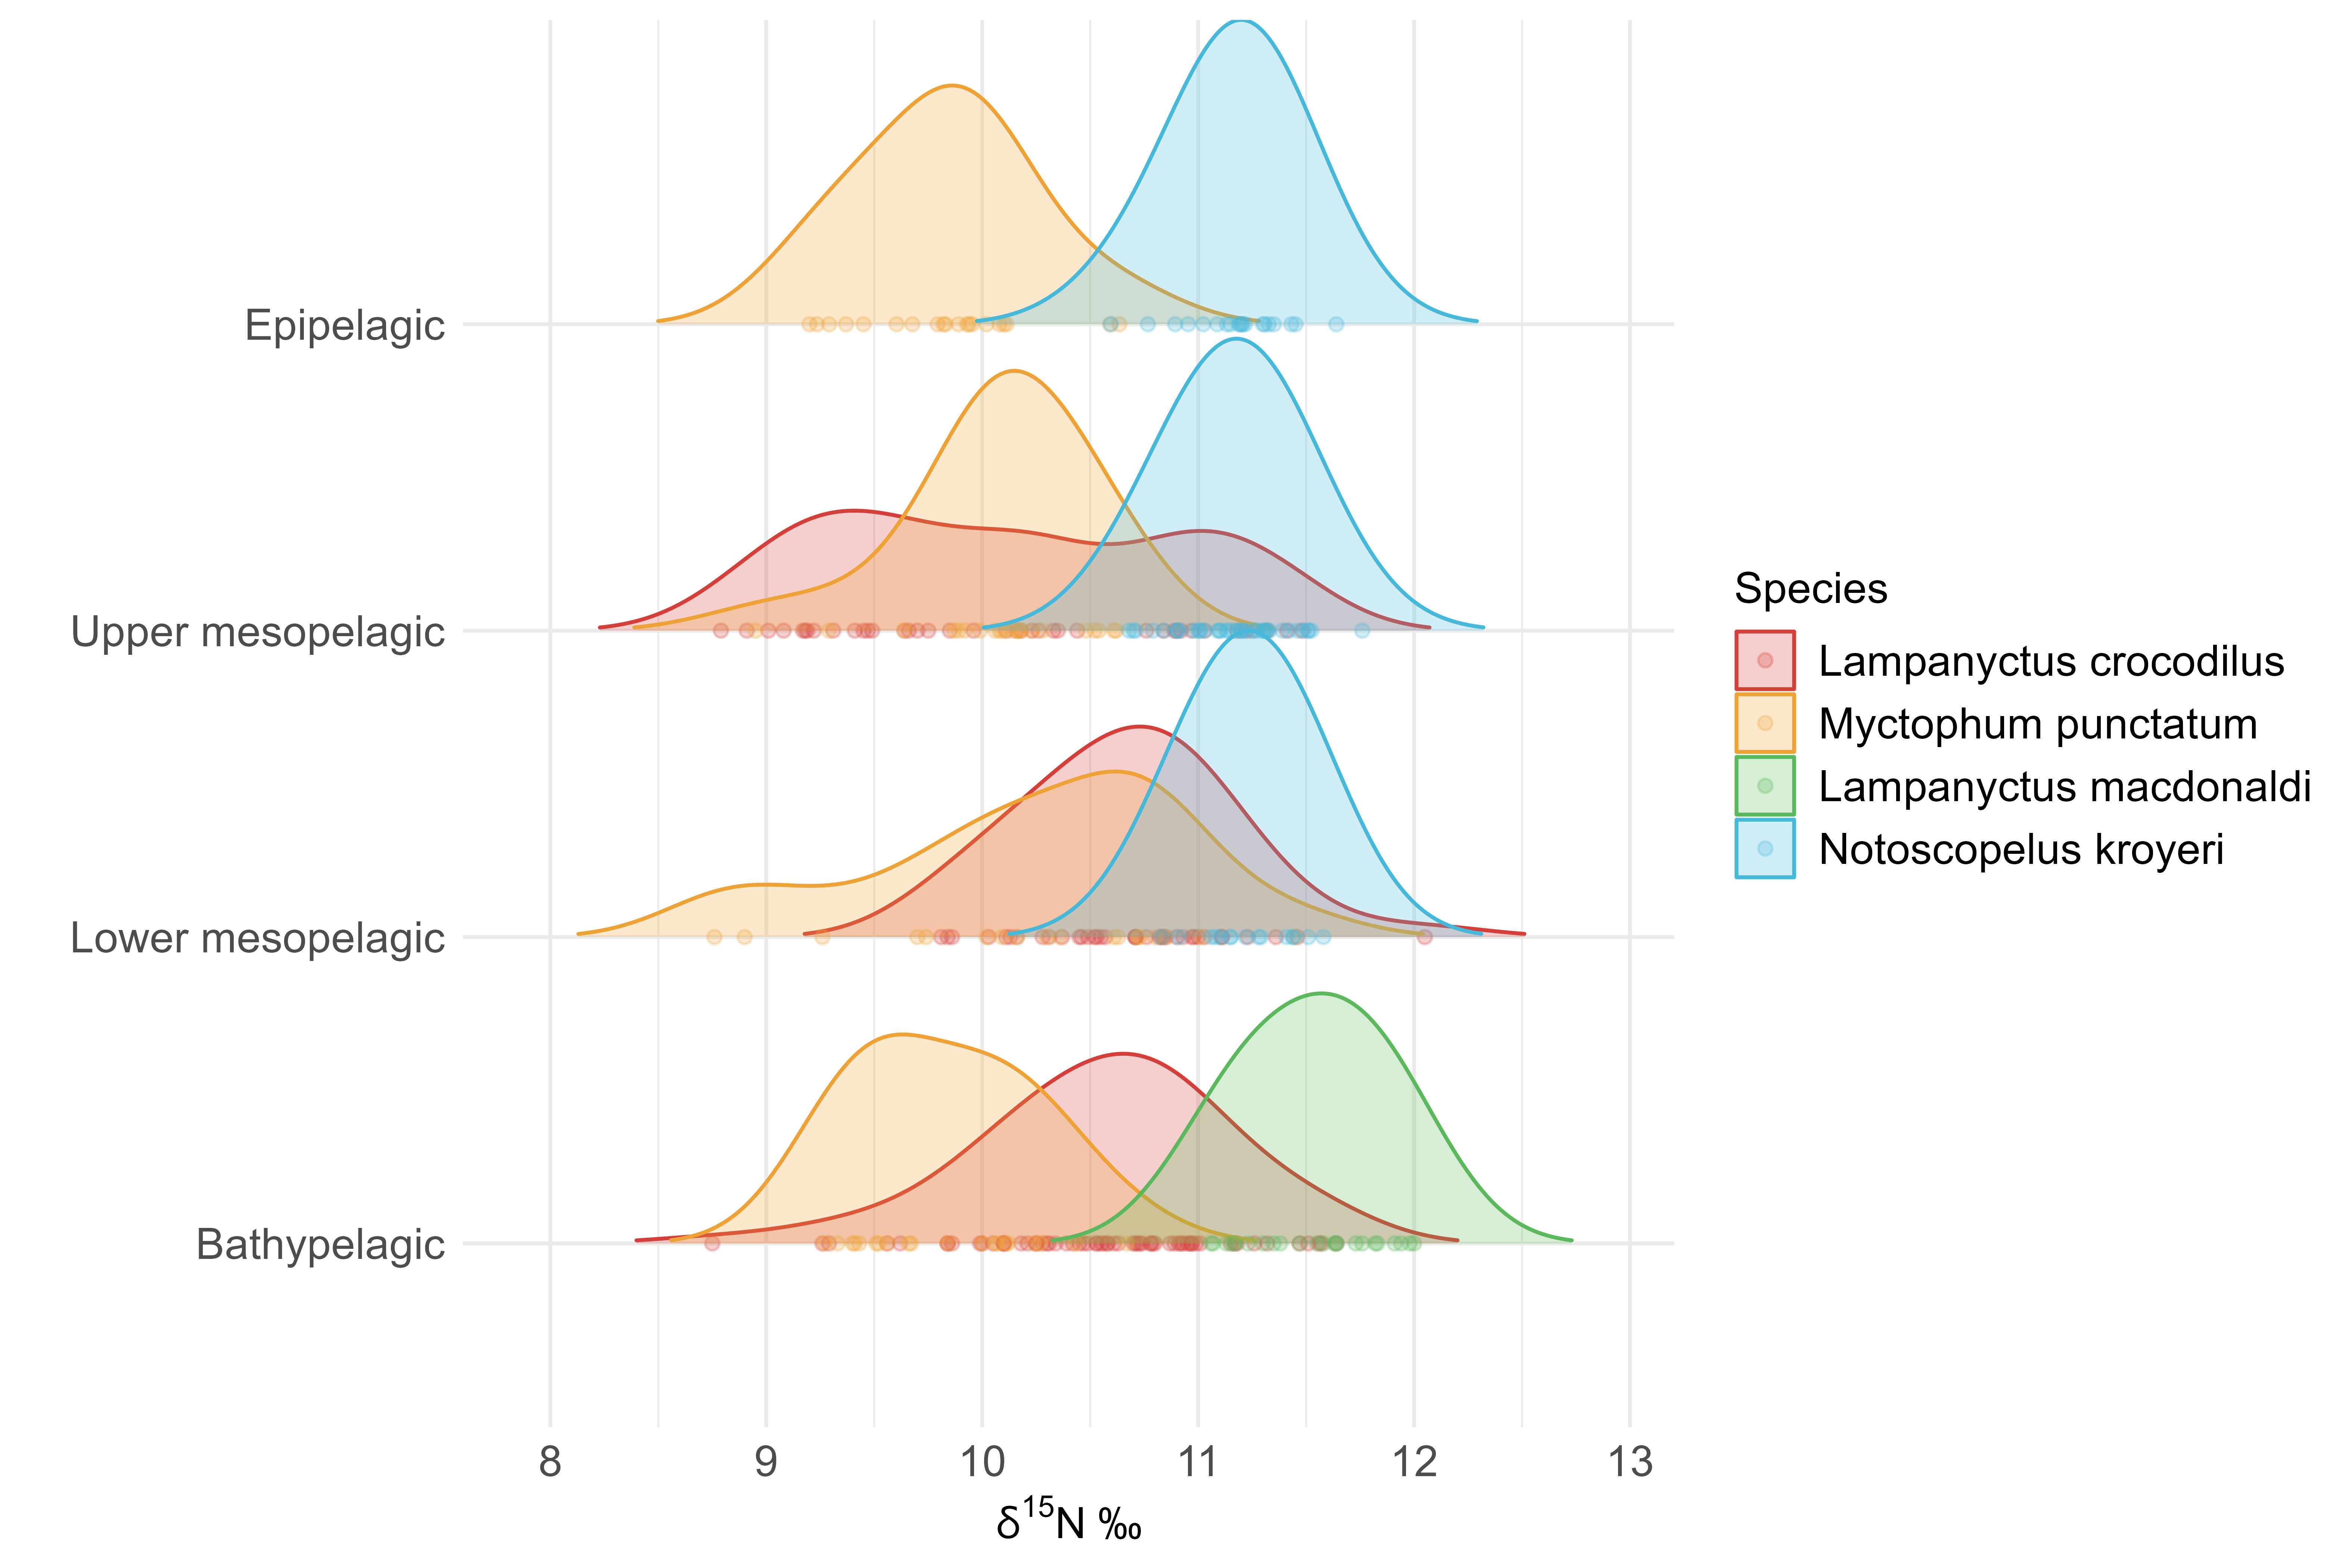 Epipelagic
Upper mesopelagic
Lower mesopelagic
Bathypelagic
8 9 10 11 12 13
δ¹⁵N ‰
Species
Lampanyctus crocodilus
Myctophum punctatum
Lampanyctus macdonaldi
Notoscopelus kroyeri